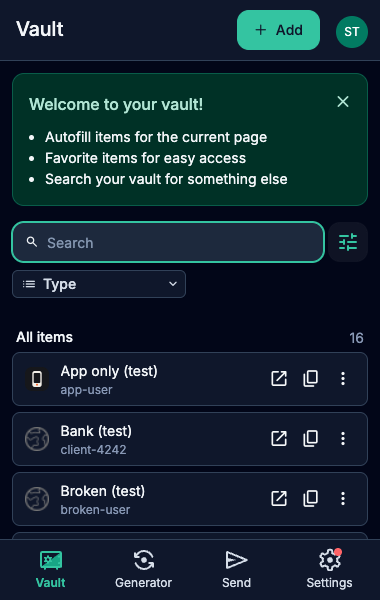 Vault
Add
ST
Welcome to your vault!
• Autofill items for the current page
• Favorite items for easy access
• Search your vault for something else
Search
Type
All items
16
App only (test)
app-user
Bank (test)
client-4242
Broken (test)
broken-user
Vault
Generator
Send
Settings